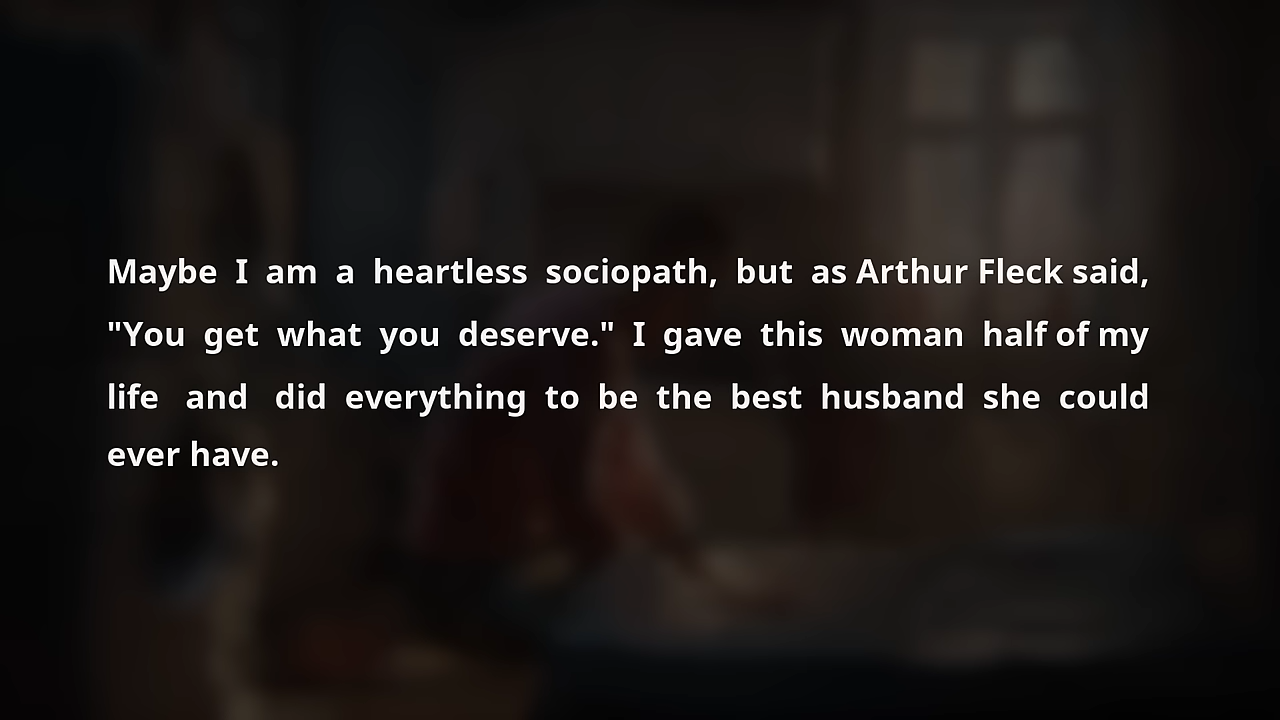 Maybe I am a heartless sociopath, but as Arthur Fleck said,
"You get what you deserve." I gave this woman half of my
life and did everything to be the best husband she could
ever have.